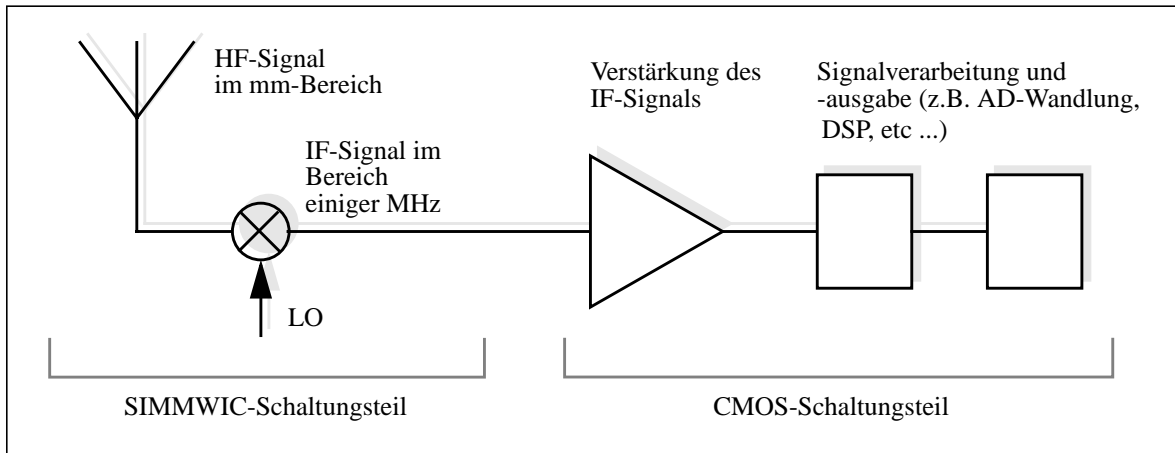 HF-Signal
im mm-Bereich
IF-Signal im
Bereich
einiger MHz
LO
Verstärkung des
IF-Signals
Signalverarbeitung und
-ausgabe (z.B. AD-Wandlung,
DSP, etc ...)
SIMMWIC-Schaltungsteil
CMOS-Schaltungsteil